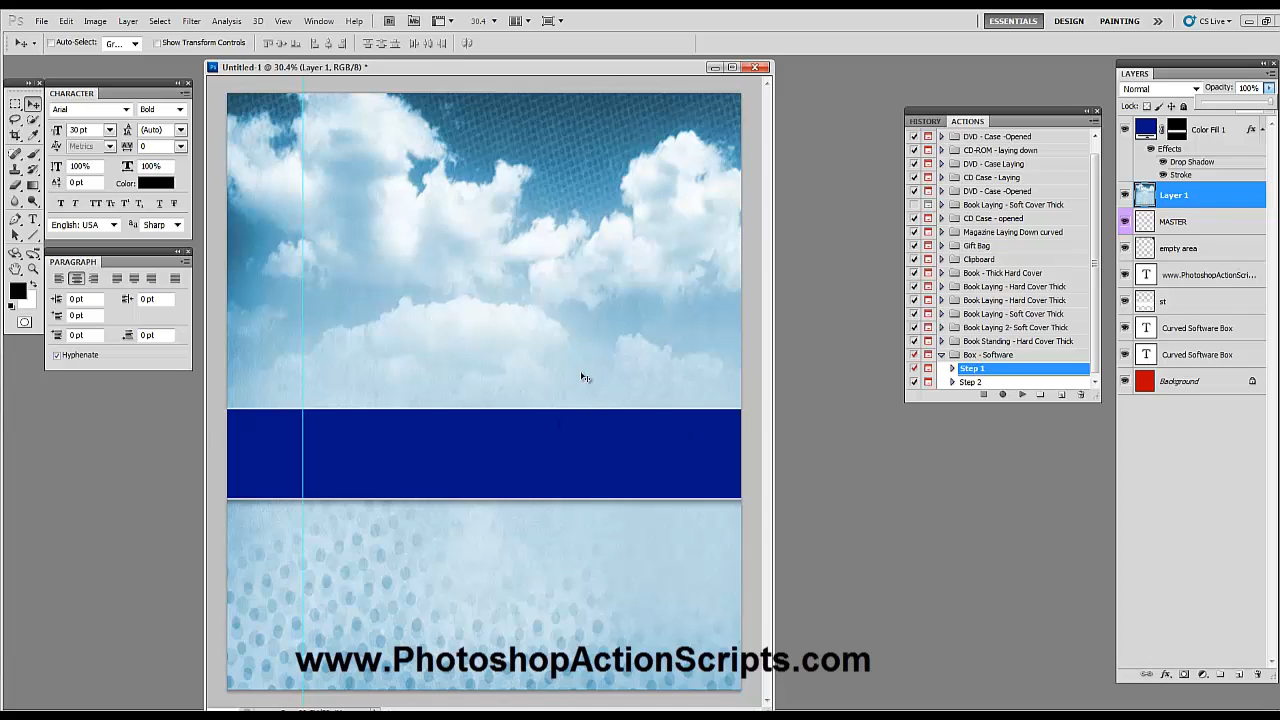 Ps File Edit Image Layer Select Filter Analysis 3D View Window Help Br Mb 30.4 ESSENTIALS DESIGN PAINTING CS Live
Auto-Select: Gr... Show Transform Controls
Untitled-1 @ 30.4% (Layer 1, RGB/8) *
CHARACTER
Arial Bold
30 pt (Auto)
Metrics 0
100% 100%
0 pt Color:
T T TT Tr T T T T
English: USA Sharp
PARAGRAPH
0 pt 0 pt
0 pt
0 pt 0 pt
Hyphenate
HISTORY ACTIONS
DVD - Case -Opened
CD-ROM - laying down
DVD - Case Laying
CD Case - Laying
DVD - Case -Opened
Book Laying - Soft Cover Thick
CD Case - opened
Magazine Laying Down curved
Gift Bag
Clipboard
Book - Thick Hard Cover
Book Laying - Hard Cover Thick
Book Laying - Hard Cover Thick
Book Laying - Soft Cover Thick
Book Laying 2- Soft Cover Thick
Book Standing - Hard Cover Thick
Box - Software
Step 1
Step 2
LAYERS
Normal Opacity: 100%
Lock:
Color Fill 1 fx
Effects
Drop Shadow
Stroke
Layer 1
MASTER
empty area
T www.PhotoshopActionScri...
st
T Curved Software Box
T Curved Software Box
Background
www.PhotoshopActionScripts.com